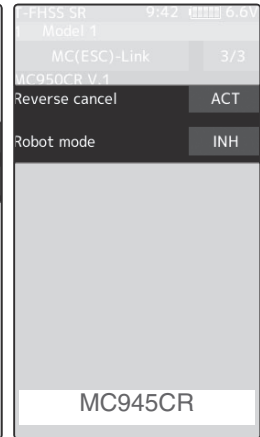 T-FHSS SR 9:42 6.6V
1 Model 1
MC(ESC)-Link 3/3
MC950CR V.1
Reverse cancel ACT
Robot mode INH
MC945CR